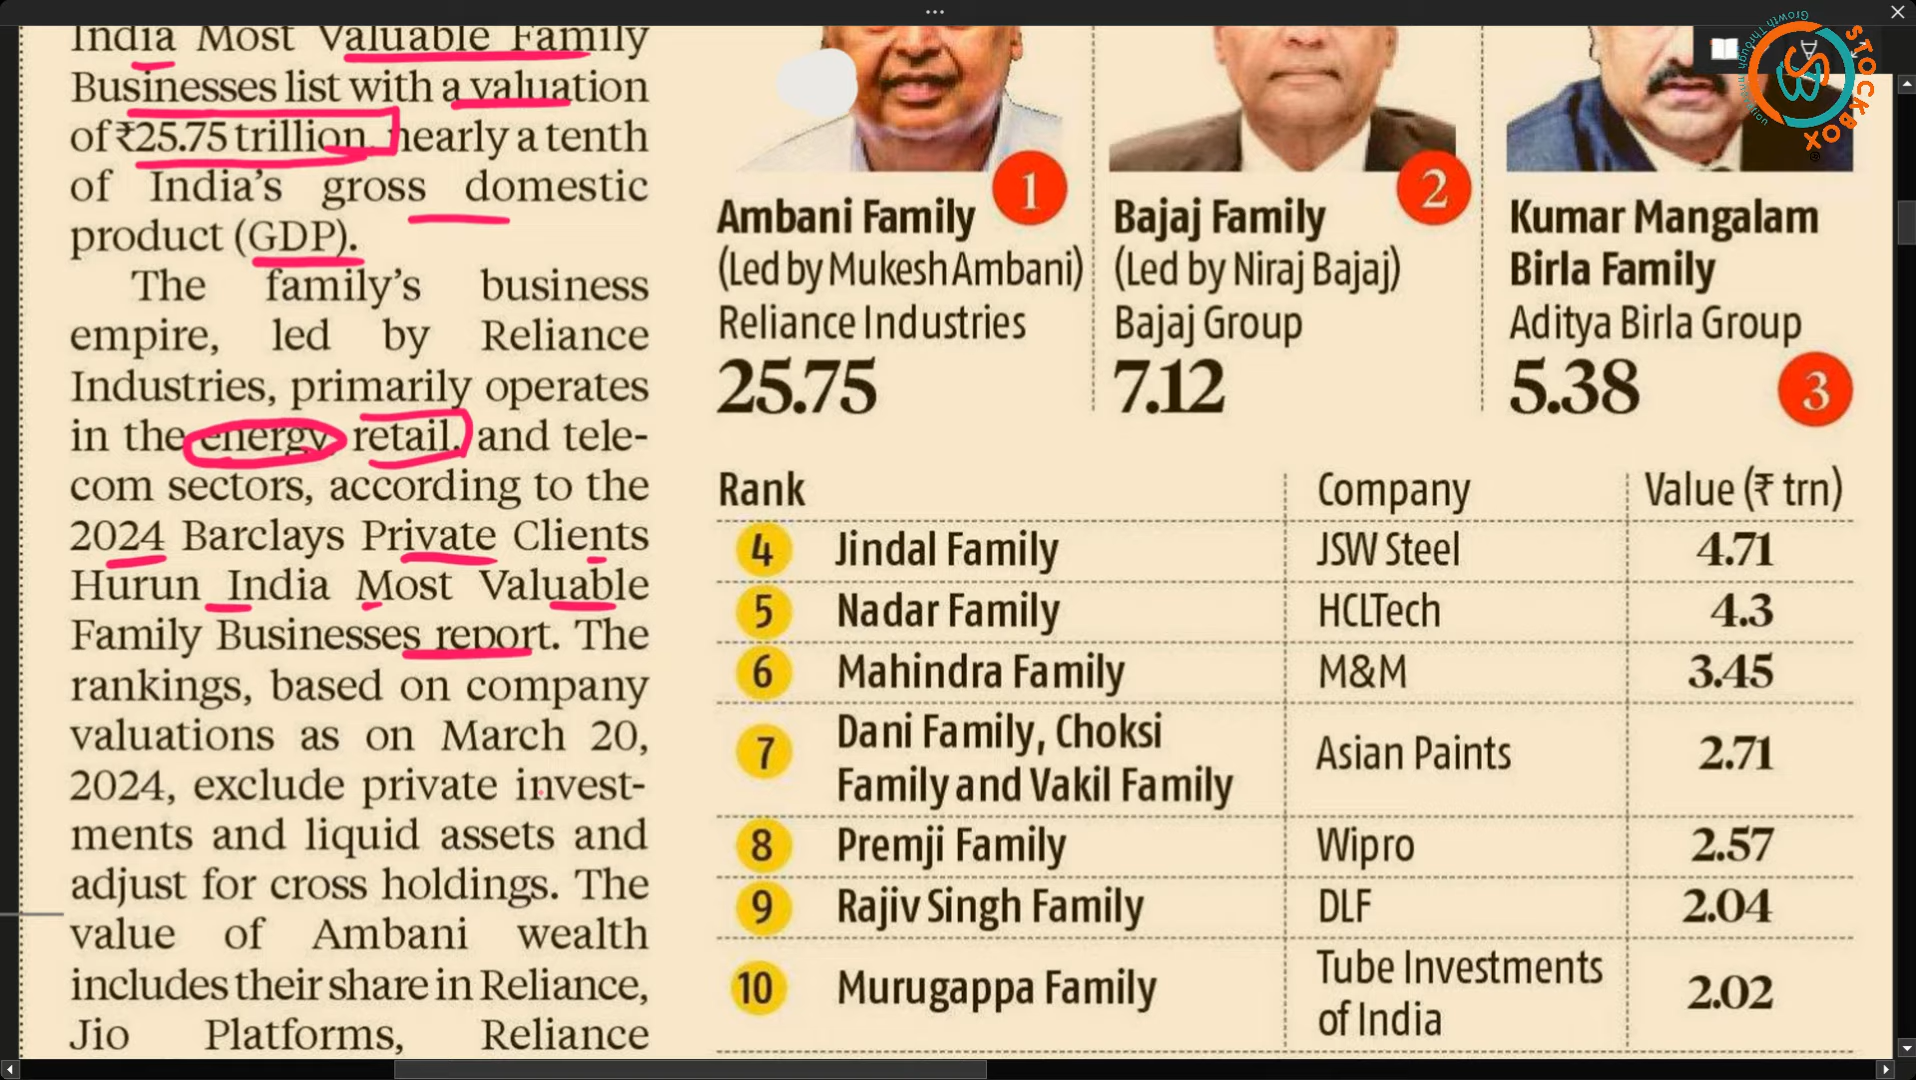 India Most Valuable Family
Businesses list with a valuation
of ₹25.75 trillion, nearly a tenth
of India’s gross domestic
product (GDP).
The family’s business
empire, led by Reliance
Industries, primarily operates
in the energy, retail, and tele-
com sectors, according to the
2024 Barclays Private Clients
Hurun India Most Valuable
Family Businesses report. The
rankings, based on company
valuations as on March 20,
2024, exclude private invest-
ments and liquid assets and
adjust for cross holdings. The
value of Ambani wealth
includes their share in Reliance,
Jio Platforms, Reliance
1
Ambani Family
(Led by Mukesh Ambani)
Reliance Industries
25.75
2
Bajaj Family
(Led by Niraj Bajaj)
Bajaj Group
7.12
Kumar Mangalam
Birla Family
Aditya Birla Group
5.38
3
Rank Company Value (₹ trn)
4 Jindal Family JSW Steel 4.71
5 Nadar Family HCLTech 4.3
6 Mahindra Family M&M 3.45
7 Dani Family, Choksi
Family and Vakil Family Asian Paints 2.71
8 Premji Family Wipro 2.57
9 Rajiv Singh Family DLF 2.04
10 Murugappa Family Tube Investments
of India 2.02
STOCKBOX
Growth Through